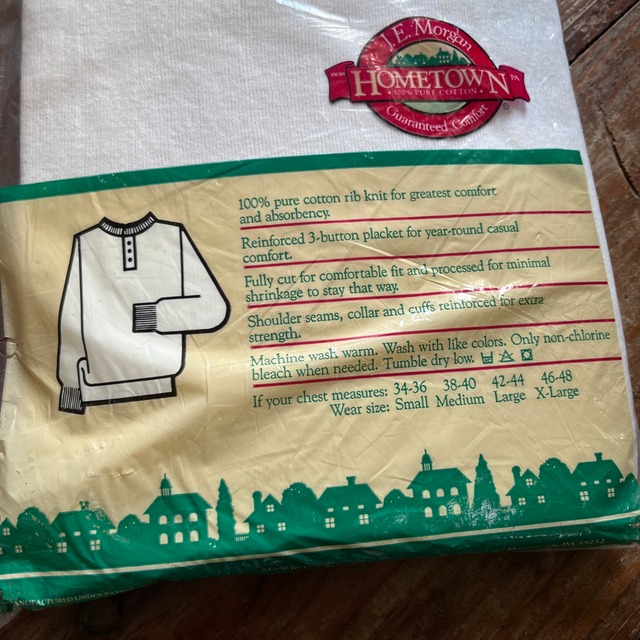 J.E. Morgan
FROM HOMETOWN PA
100% PURE COTTON
Guaranteed Comfort
®
100% pure cotton rib knit for greatest comfort
and absorbency.
Reinforced 3-button placket for year-round casual
comfort.
Fully cut for comfortable fit and processed for minimal
shrinkage to stay that way.
Shoulder seams, collar and cuffs reinforced for extra
strength.
Machine wash warm. Wash with like colors. Only non-chlorine
bleach when needed. Tumble dry low.
If your chest measures: 34-36 38-40 42-44 46-48
Wear size: Small Medium Large X-Large
MANUFACTURED UNDER